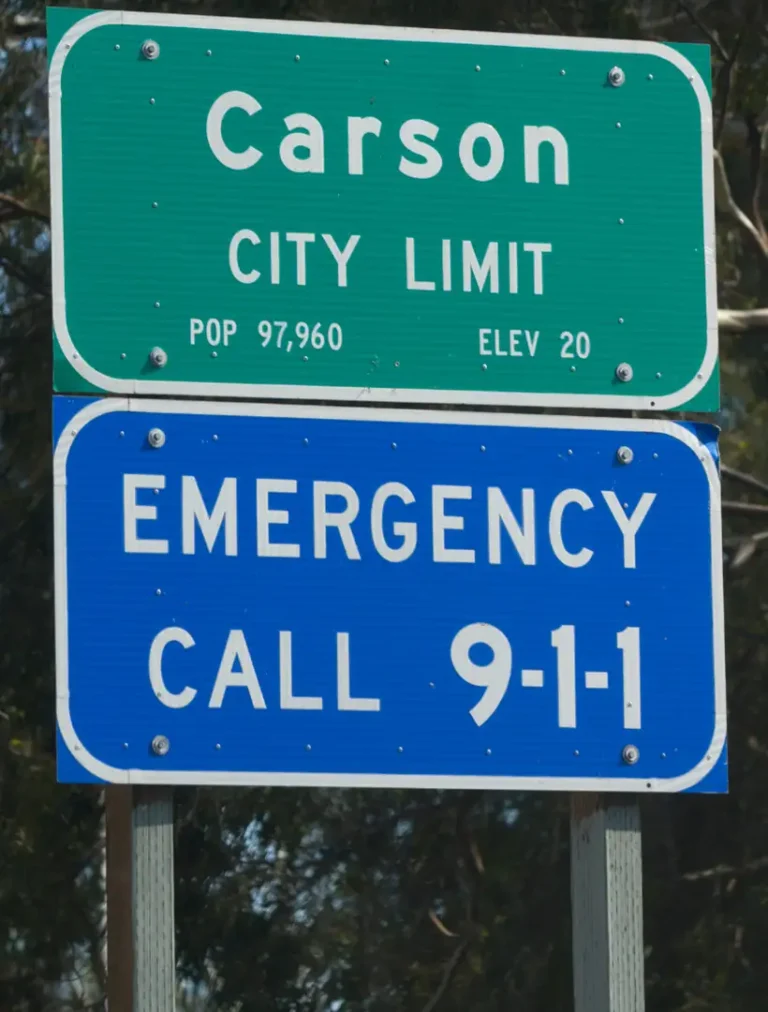 Carson
CITY LIMIT
POP 97,960 ELEV 20
EMERGENCY
CALL 9-1-1